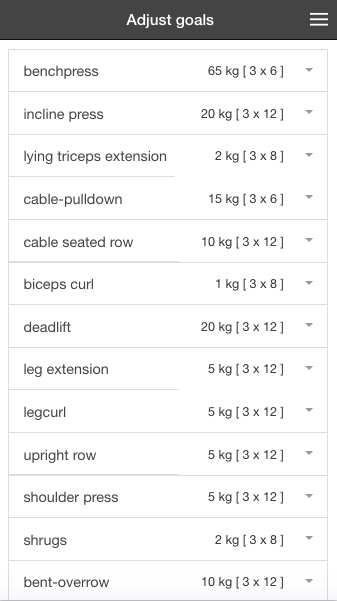 Adjust goals
benchpress 65 kg [ 3 x 6 ]
incline press 20 kg [ 3 x 12 ]
lying triceps extension 2 kg [ 3 x 8 ]
cable-pulldown 15 kg [ 3 x 6 ]
cable seated row 10 kg [ 3 x 12 ]
biceps curl 1 kg [ 3 x 8 ]
deadlift 20 kg [ 3 x 12 ]
leg extension 5 kg [ 3 x 12 ]
legcurl 5 kg [ 3 x 12 ]
upright row 5 kg [ 3 x 12 ]
shoulder press 5 kg [ 3 x 12 ]
shrugs 2 kg [ 3 x 8 ]
bent-overrow 10 kg [ 3 x 12 ]